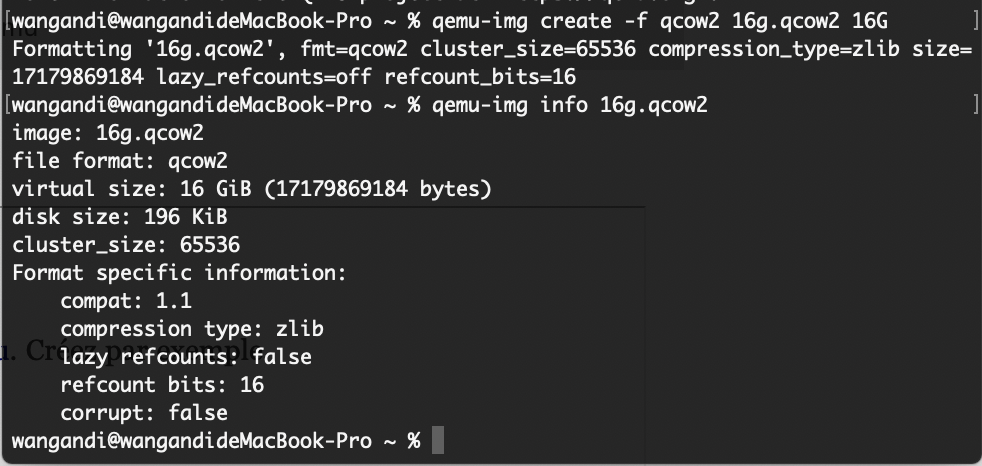 [wangandi@wangandideMacBook-Pro ~ % qemu-img create -f qcow2 16g.qcow2 16G ]
Formatting '16g.qcow2', fmt=qcow2 cluster_size=65536 compression_type=zlib size=
17179869184 lazy_refcounts=off refcount_bits=16
[wangandi@wangandideMacBook-Pro ~ % qemu-img info 16g.qcow2 ]
image: 16g.qcow2
file format: qcow2
virtual size: 16 GiB (17179869184 bytes)
disk size: 196 KiB
cluster_size: 65536
Format specific information:
    compat: 1.1
    compression type: zlib
u. Créez par exemple
    lazy refcounts: false
    refcount bits: 16
    corrupt: false
wangandi@wangandideMacBook-Pro ~ %